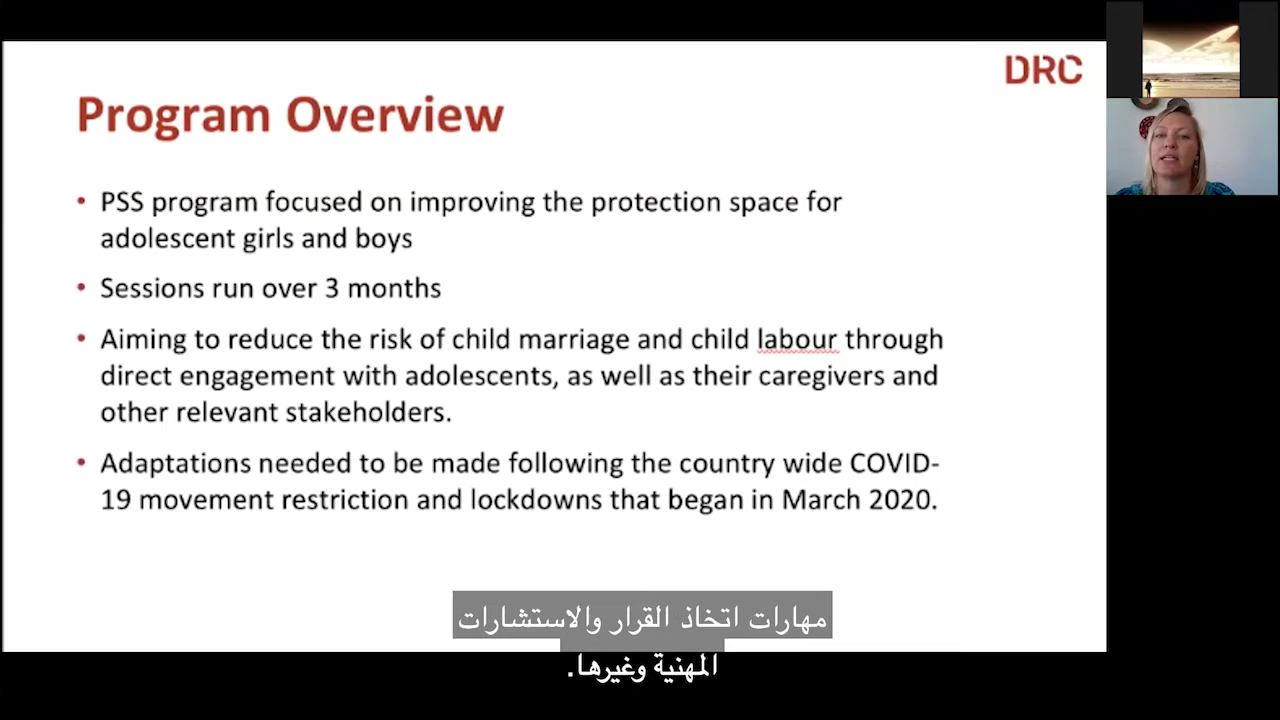 DRC
Program Overview
• PSS program focused on improving the protection space for
adolescent girls and boys
• Sessions run over 3 months
• Aiming to reduce the risk of child marriage and child labour through
direct engagement with adolescents, as well as their caregivers and
other relevant stakeholders.
• Adaptations needed to be made following the country wide COVID-
19 movement restriction and lockdowns that began in March 2020.
مهارات اتخاذ القرار والاستشارات
المهنية وغيرها.